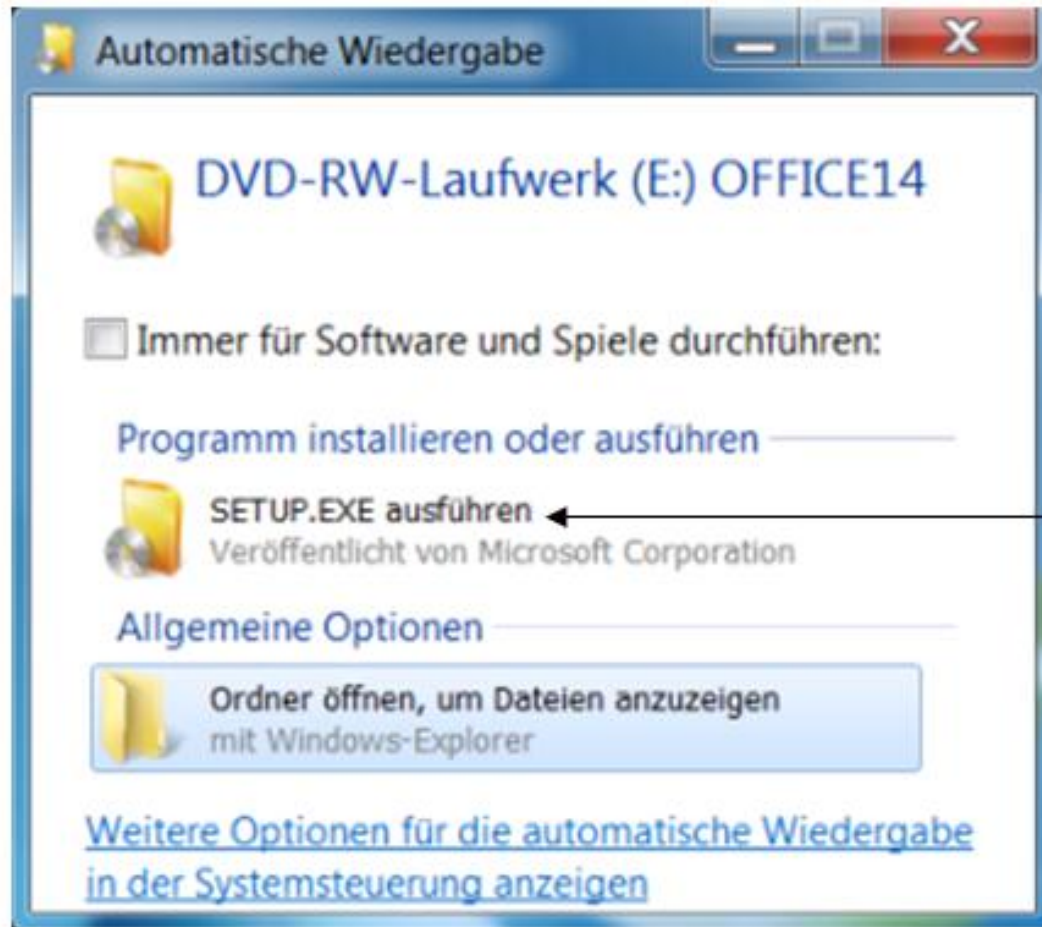 Automatische Wiedergabe
DVD-RW-Laufwerk (E:) OFFICE14
Immer für Software und Spiele durchführen:
Programm installieren oder ausführen
SETUP.EXE ausführen
Veröffentlicht von Microsoft Corporation
Allgemeine Optionen
Ordner öffnen, um Dateien anzuzeigen
mit Windows-Explorer
Weitere Optionen für die automatische Wiedergabe
in der Systemsteuerung anzeigen